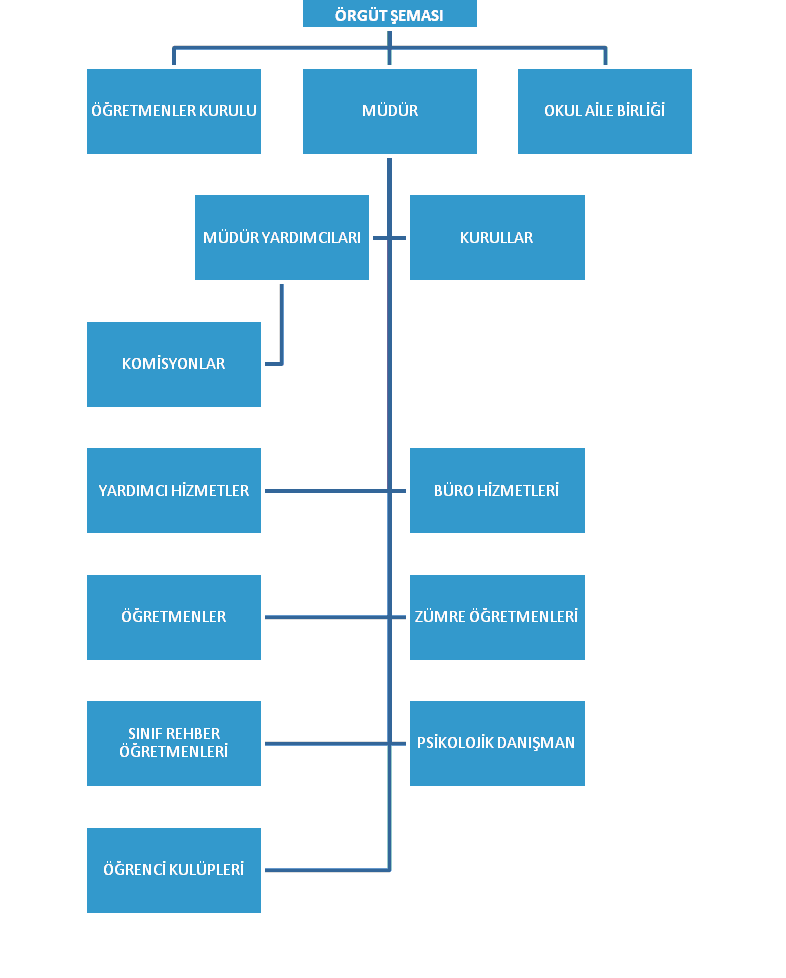 ÖRGÜT ŞEMASI
ÖĞRETMENLER KURULU
MÜDÜR
OKUL AİLE BİRLİĞİ
MÜDÜR YARDIMCILARI
KURULLAR
KOMİSYONLAR
YARDIMCI HİZMETLER
BÜRO HİZMETLERİ
ÖĞRETMENLER
ZÜMRE ÖĞRETMENLERİ
SINIF REHBER
ÖĞRETMENLERİ
PSİKOLOJİK DANIŞMAN
ÖĞRENCİ KULÜPLERİ